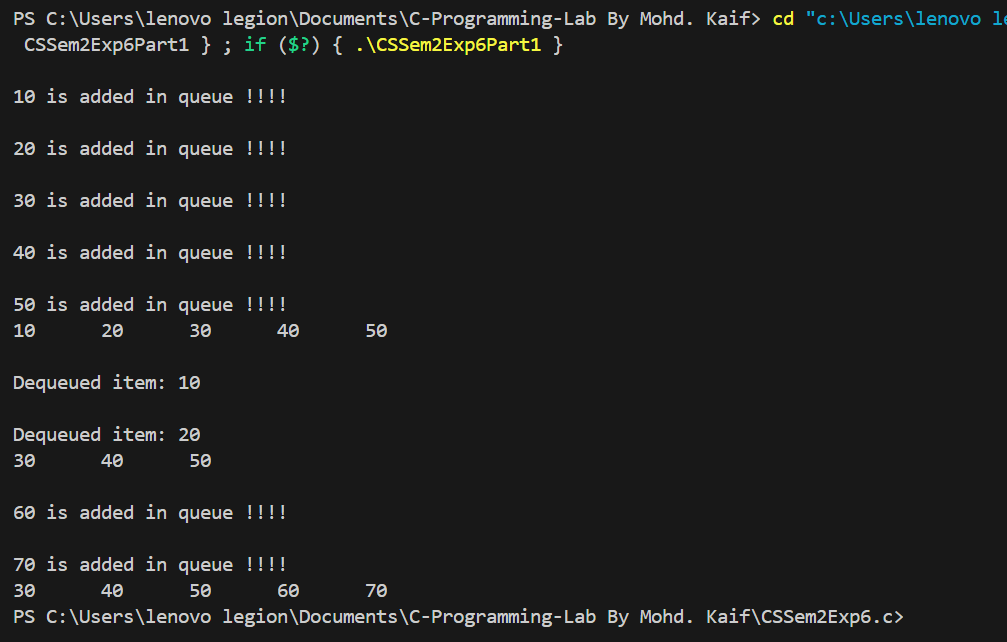 PS C:\Users\lenovo legion\Documents\C-Programming-Lab By Mohd. Kaif> cd "c:\Users\lenovo le
CSSem2Exp6Part1 } ; if ($?) { .\CSSem2Exp6Part1 }
10 is added in queue !!!!
20 is added in queue !!!!
30 is added in queue !!!!
40 is added in queue !!!!
50 is added in queue !!!!
10 20 30 40 50
Dequeued item: 10
Dequeued item: 20
30 40 50
60 is added in queue !!!!
70 is added in queue !!!!
30 40 50 60 70
PS C:\Users\lenovo legion\Documents\C-Programming-Lab By Mohd. Kaif\CSSem2Exp6.c>